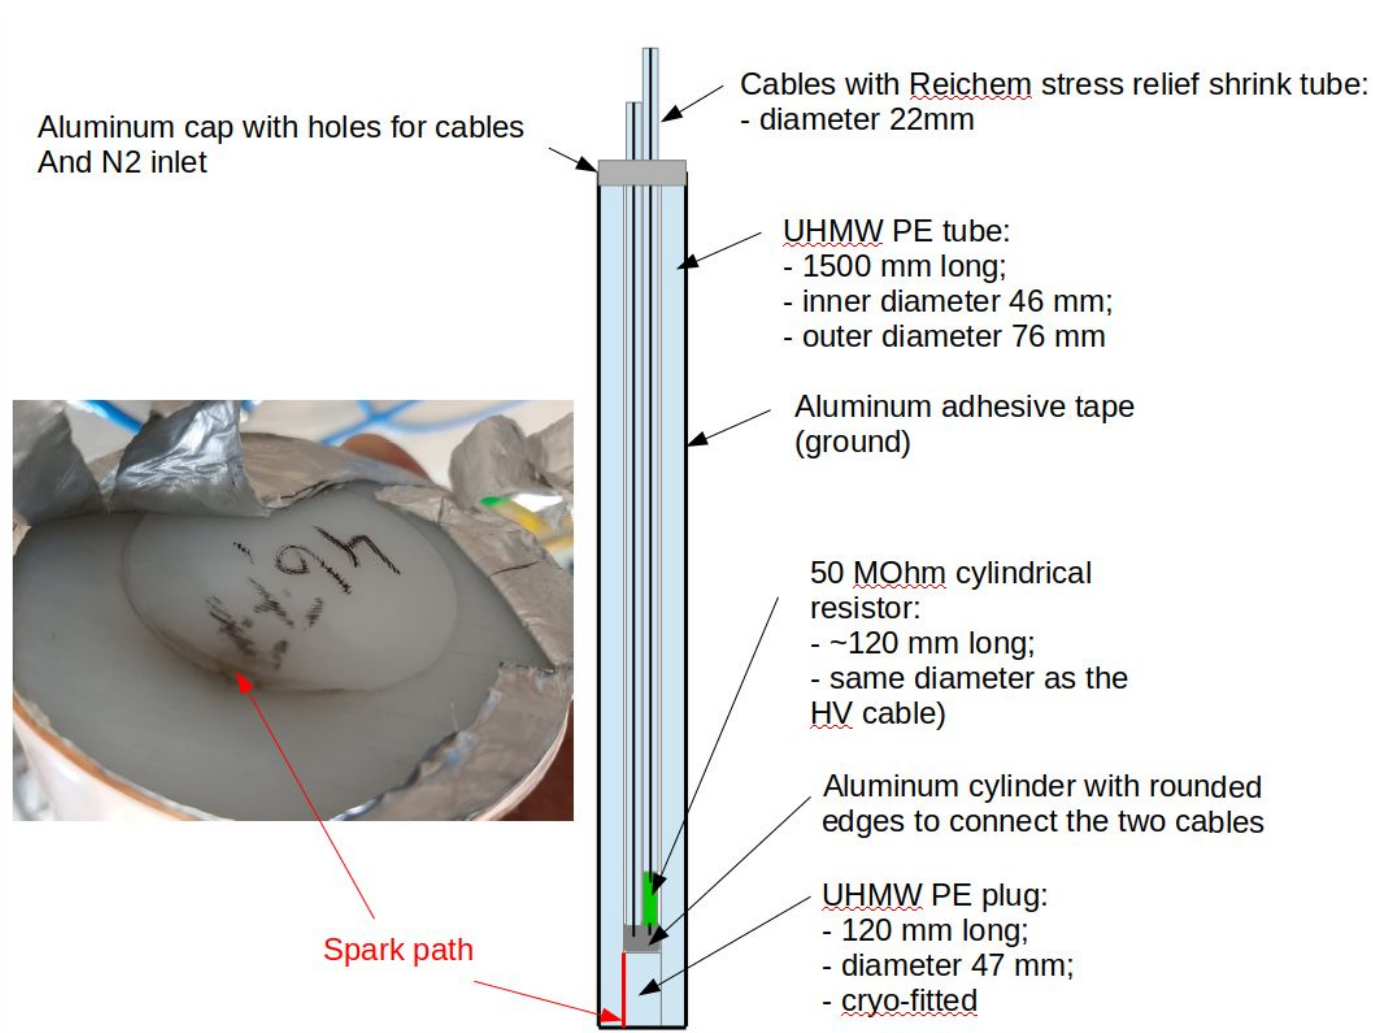 Cables with Reichem stress relief shrink tube:
- diameter 22mm
Aluminum cap with holes for cables
And N2 inlet
UHMW PE tube:
- 1500 mm long;
- inner diameter 46 mm;
- outer diameter 76 mm
Aluminum adhesive tape
(ground)
50 MOhm cylindrical
resistor:
- ~120 mm long;
- same diameter as the
HV cable)
Aluminum cylinder with rounded
edges to connect the two cables
UHMW PE plug:
- 120 mm long;
- diameter 47 mm;
- cryo-fitted
Spark path